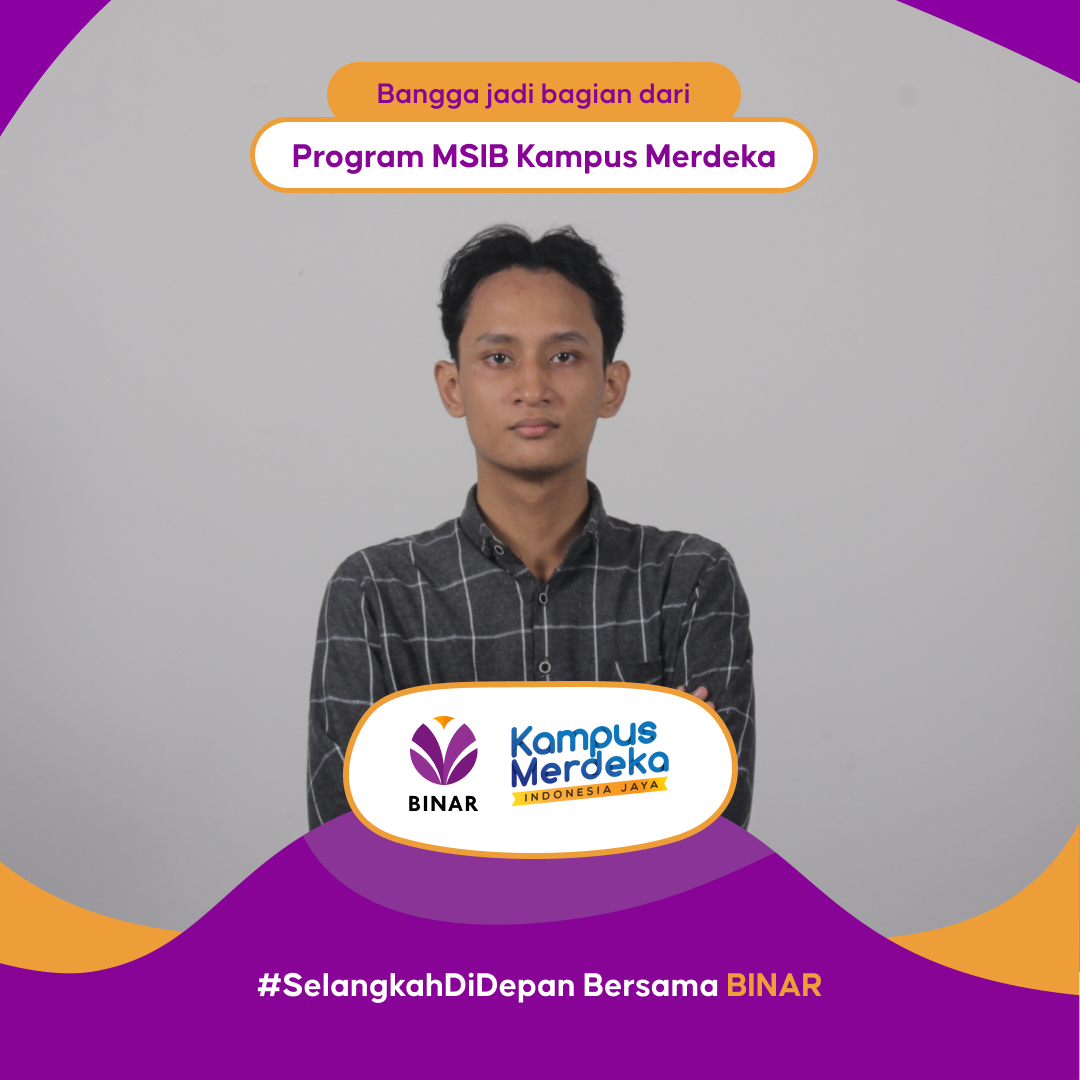 Bangga jadi bagian dari
Program MSIB Kampus Merdeka
BINAR
Kampus
Merdeka
INDONESIA JAYA
#SelangkahDiDepan Bersama BINAR